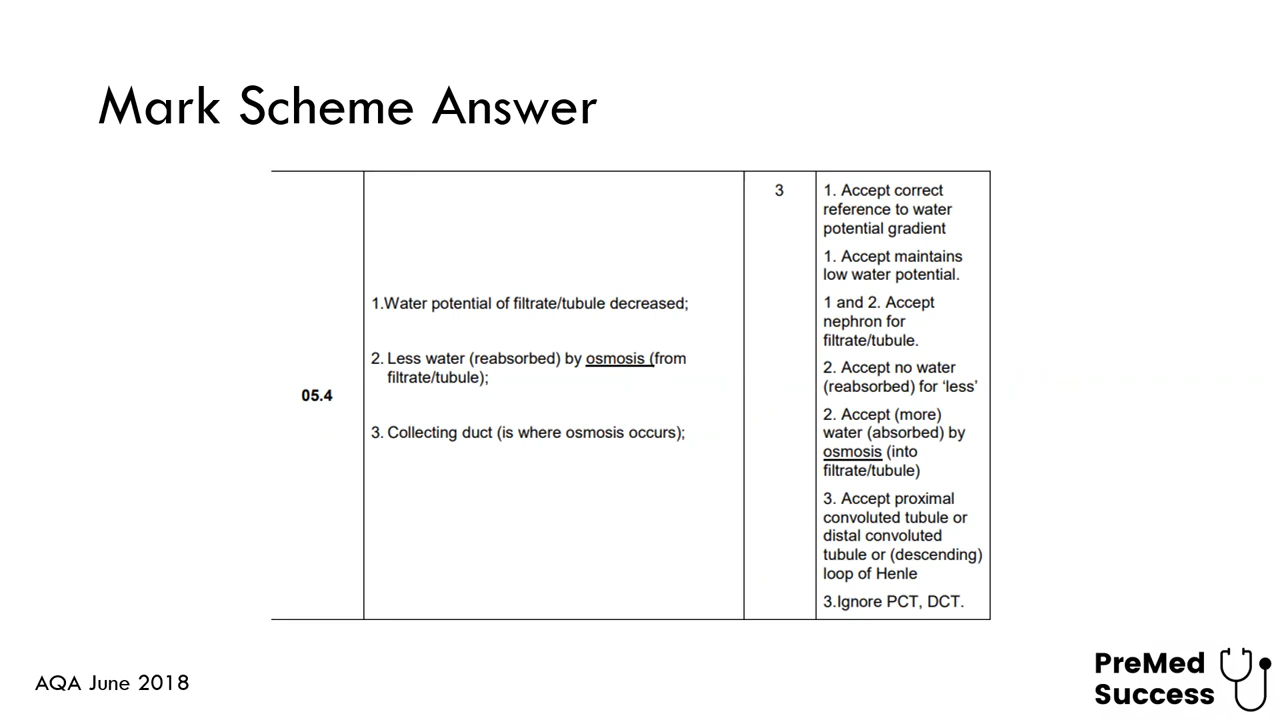 Mark Scheme Answer
05.4
1.Water potential of filtrate/tubule decreased;
2. Less water (reabsorbed) by osmosis (from
filtrate/tubule);
3. Collecting duct (is where osmosis occurs);
3
1. Accept correct
reference to water
potential gradient
1. Accept maintains
low water potential.
1 and 2. Accept
nephron for
filtrate/tubule.
2. Accept no water
(reabsorbed) for ‘less’
2. Accept (more)
water (absorbed) by
osmosis (into
filtrate/tubule)
3. Accept proximal
convoluted tubule or
distal convoluted
tubule or (descending)
loop of Henle
3.Ignore PCT, DCT.
AQA June 2018
PreMed
Success